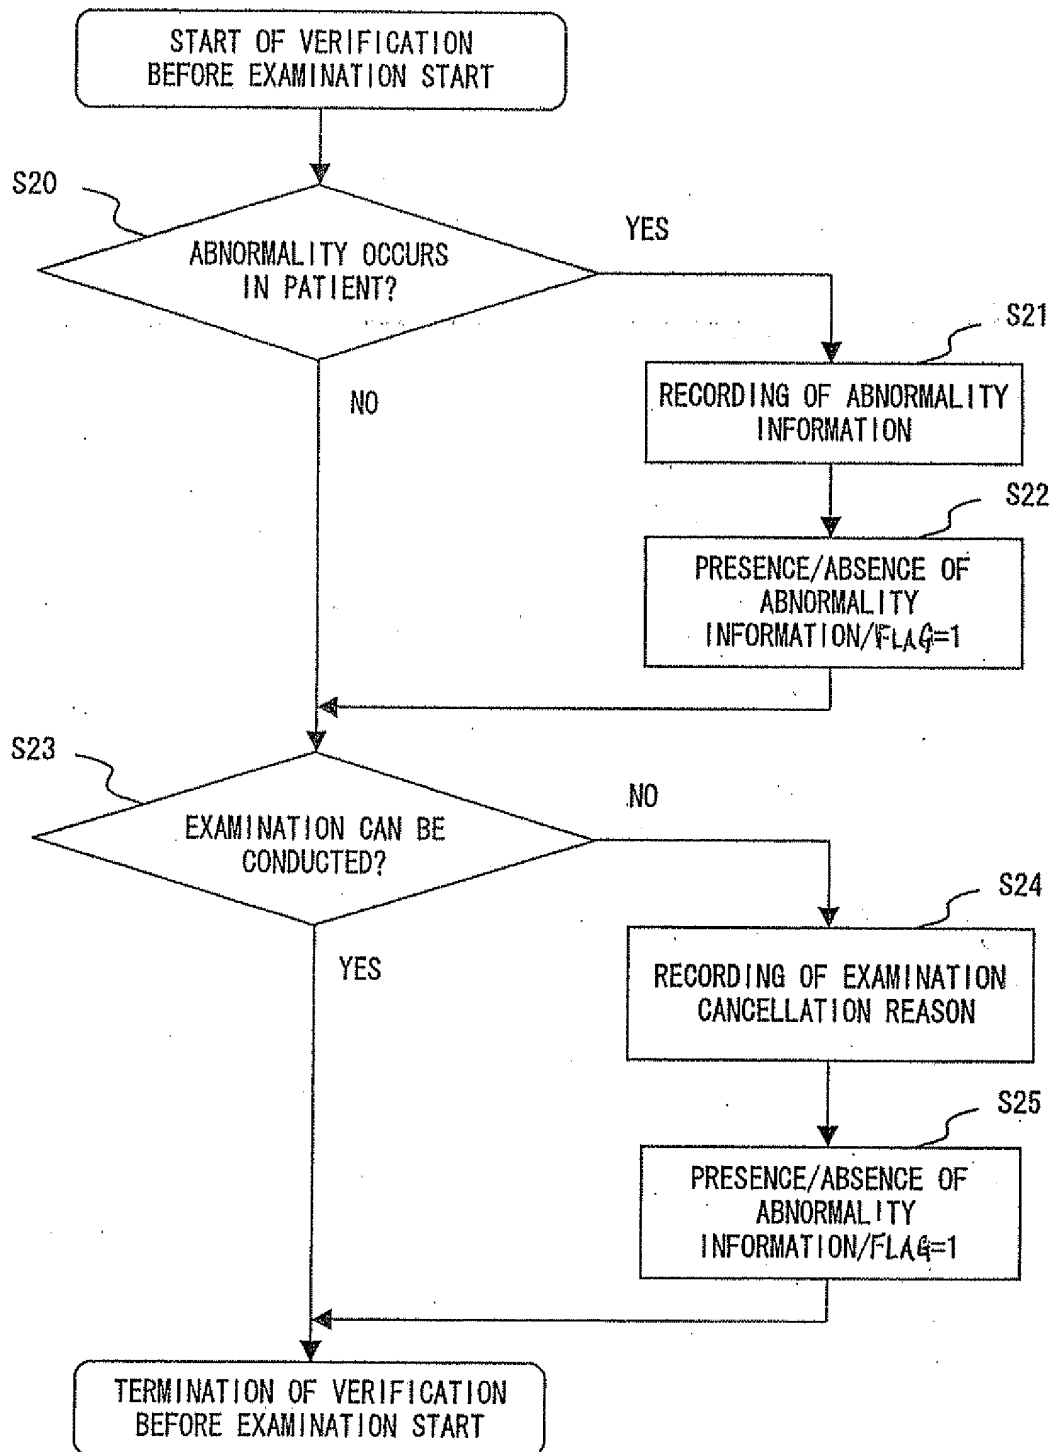 START OF VERIFICATION
BEFORE EXAMINATION START
S20
ABNORMALITY OCCURS
IN PATIENT?
YES
NO
S21
RECORDING OF ABNORMALITY
INFORMATION
S22
PRESENCE/ABSENCE OF
ABNORMALITY
INFORMATION/FLAG=1
S23
EXAMINATION CAN BE
CONDUCTED?
NO
YES
S24
RECORDING OF EXAMINATION
CANCELLATION REASON
S25
PRESENCE/ABSENCE OF
ABNORMALITY
INFORMATION/FLAG=1
TERMINATION OF VERIFICATION
BEFORE EXAMINATION START